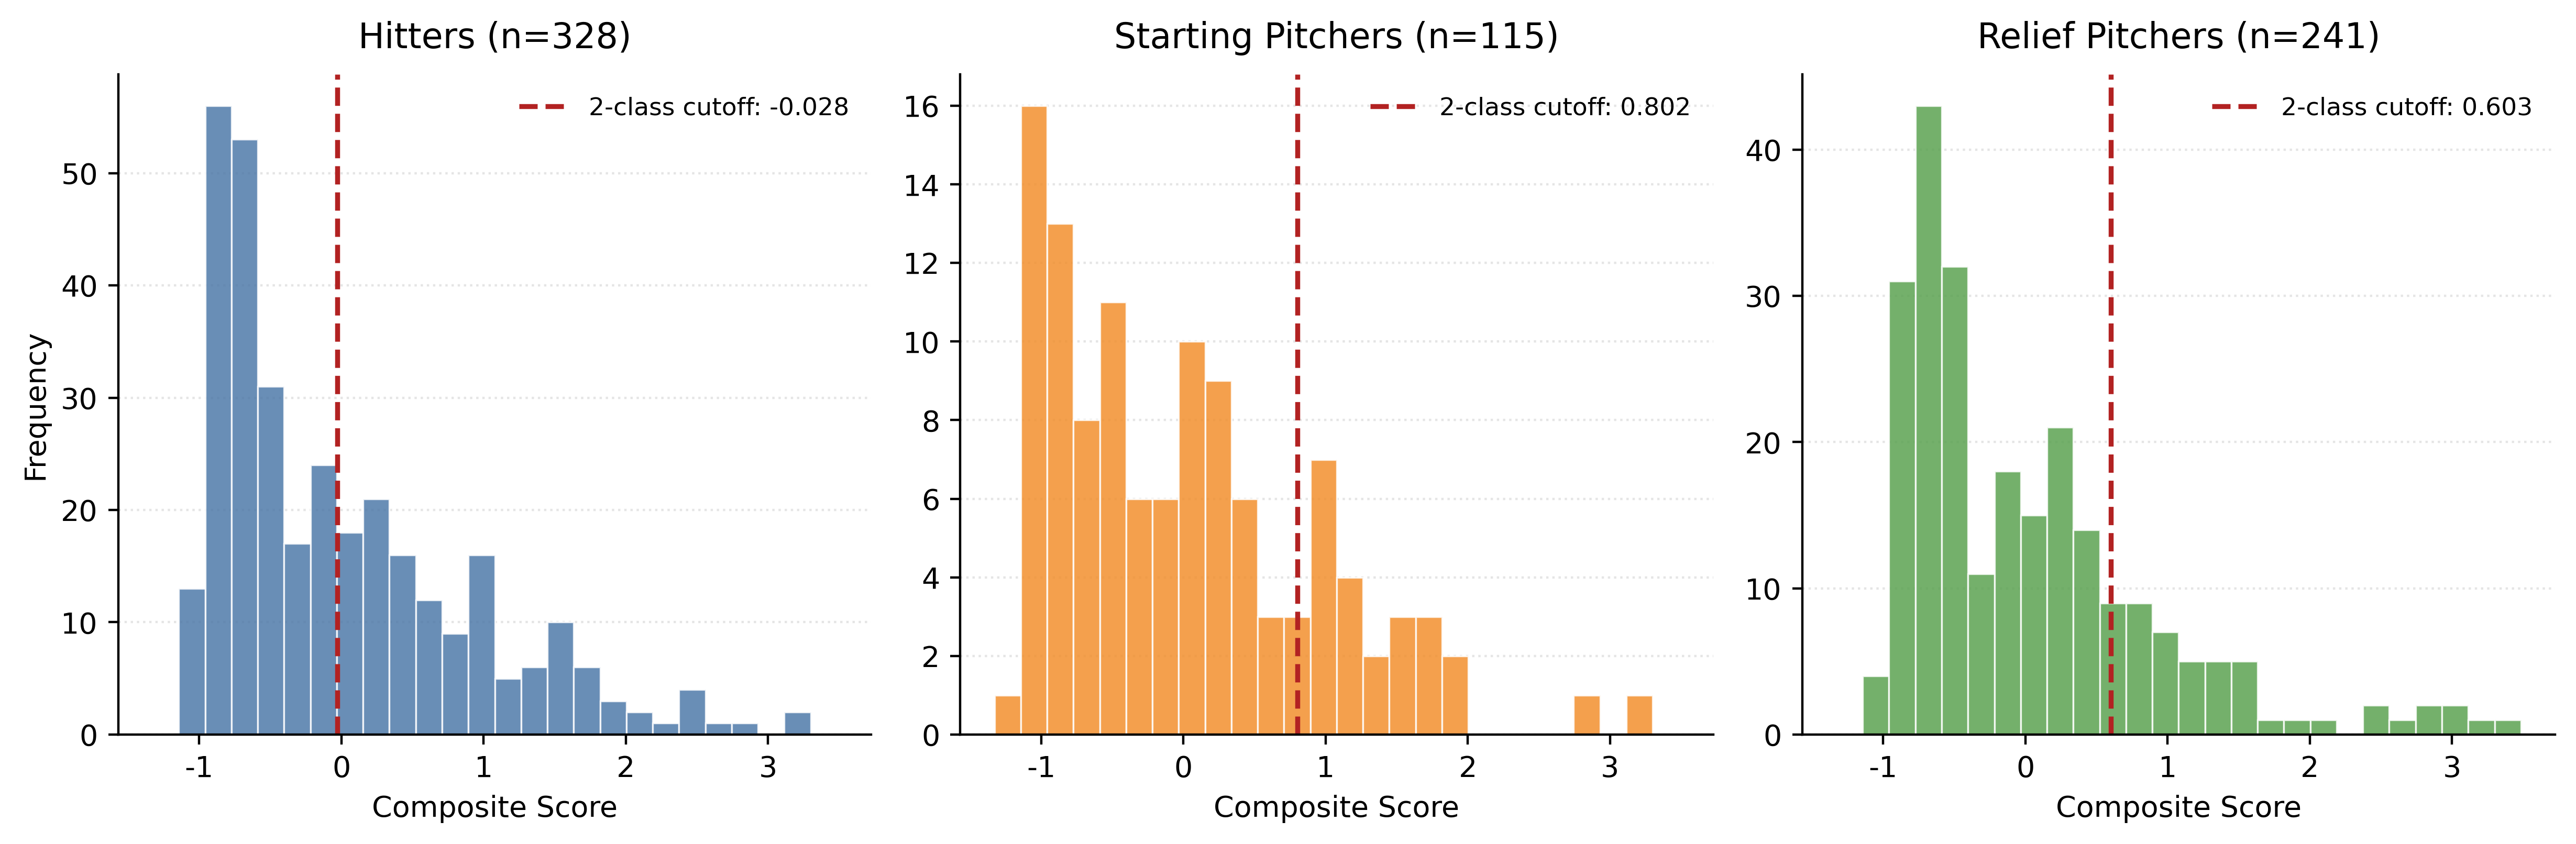 Hitters (n=328)
2-class cutoff: -0.028
Frequency
50
40
30
20
10
0
-1 0 1 2 3
Composite Score
Starting Pitchers (n=115)
2-class cutoff: 0.802
16
14
12
10
8
6
4
2
0
-1 0 1 2 3
Composite Score
Relief Pitchers (n=241)
2-class cutoff: 0.603
40
30
20
10
0
-1 0 1 2 3
Composite Score